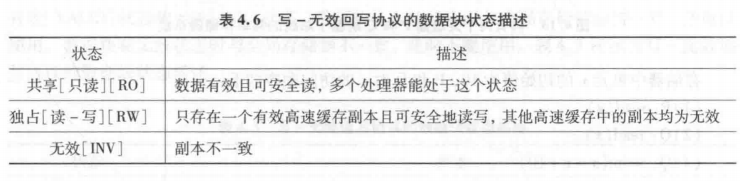 表4.6 写－无效回写协议的数据块状态描述
状态 描述
共享[只读][RO] 数据有效且可安全读，多个处理器能处于这个状态
独占[读－写][RW] 只存在一个有效高速缓存副本且可安全地读写，其他高速缓存中的副本均为无效
无效[INV] 副本不一致